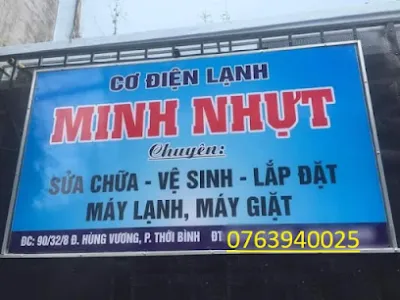 CƠ ĐIỆN LẠNH
MINH NHỰT
Chuyên:
SỬA CHỮA - VỆ SINH - LẮP ĐẶT
MÁY LẠNH, MÁY GIẶT
ĐC: 90/32/8 Đ. HÙNG VƯƠNG, P. THỚI BÌNH ĐT 0763940025